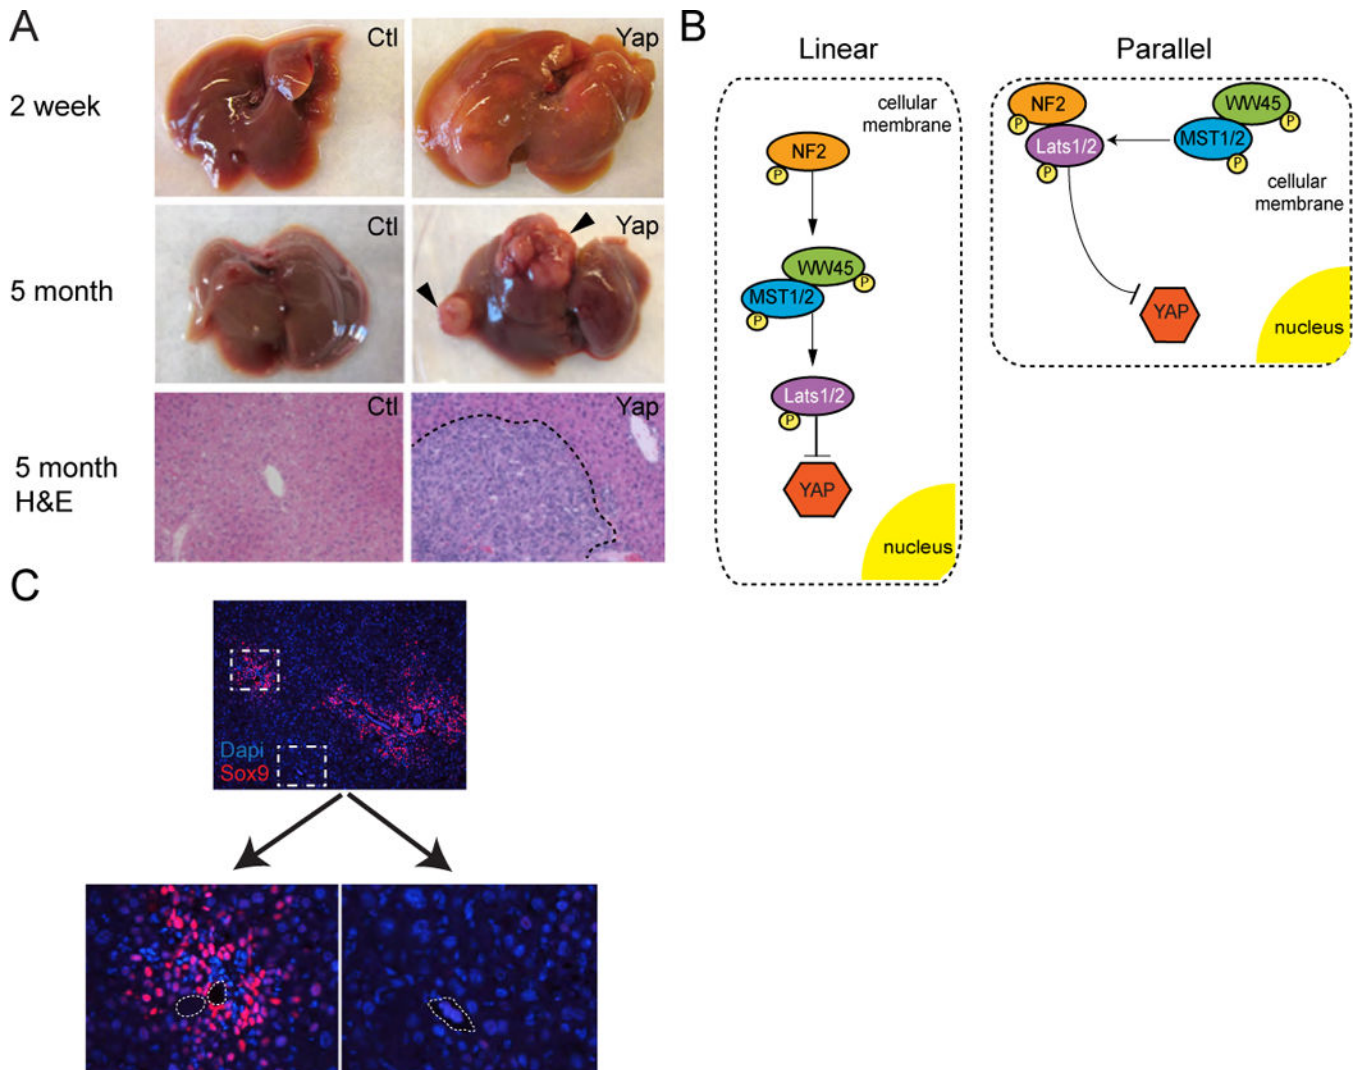 A
2 week
Ctl
Yap
5 month
Ctl
Yap
5 month
H&E
Ctl
Yap
B
Linear
cellular
membrane
NF2
P
WW45
P
MST1/2
P
Lats1/2
P
YAP
nucleus
Parallel
NF2
P
WW45
P
Lats1/2
P
MST1/2
P
cellular
membrane
YAP
nucleus
C
Dapi
Sox9